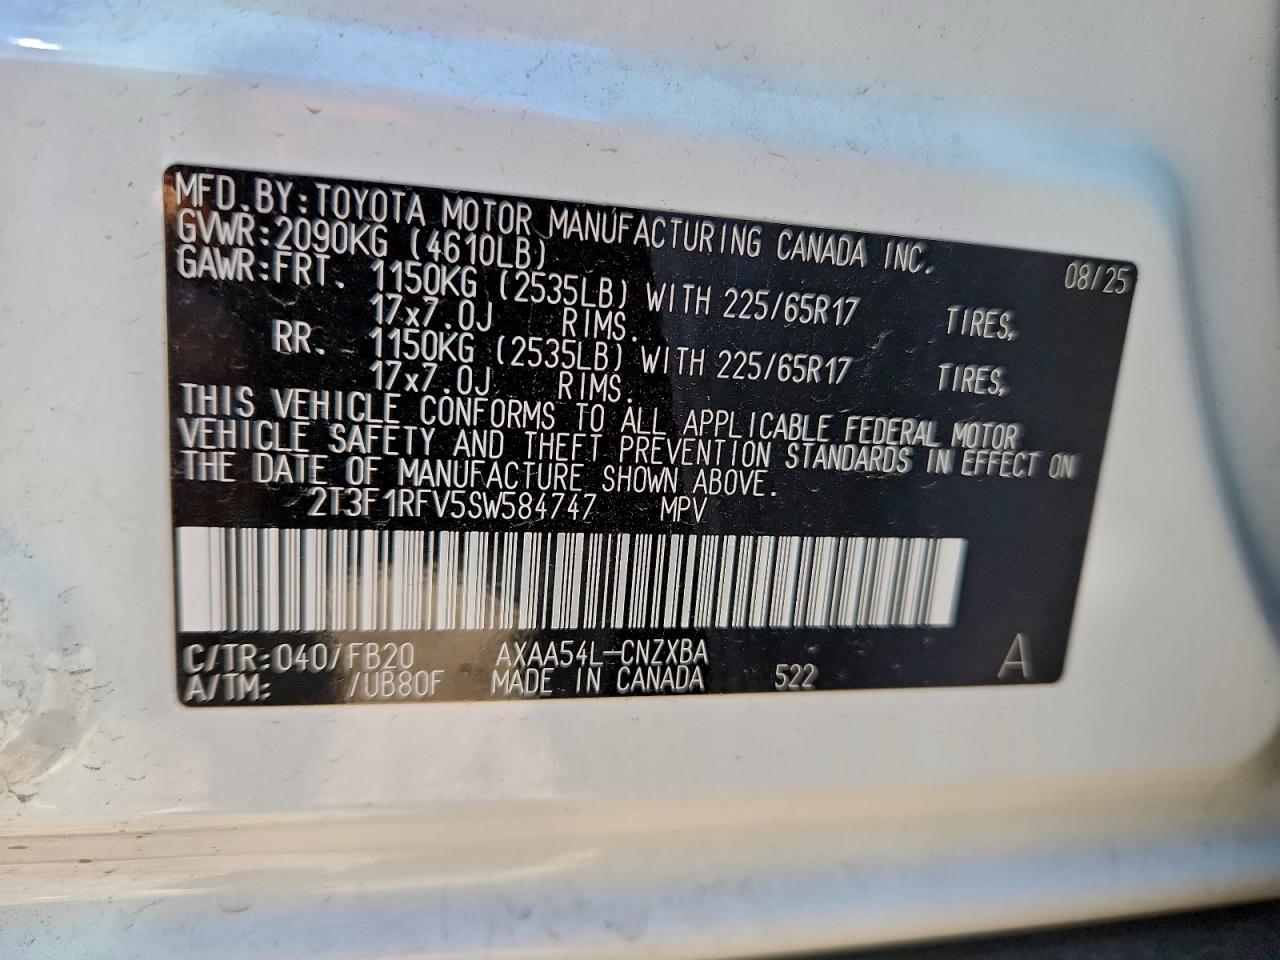 MFD.BY:TOYOTA MOTOR MANUFACTURING CANADA INC. 08/25
GVWR:2090KG (4610LB)
GAWR:FRT. 1150KG (2535LB) WITH 225/65R17 TIRES,
17x7.0J RIMS.
RR. 1150KG (2535LB) WITH 225/65R17 TIRES,
17x7.0J RIMS.
THIS VEHICLE CONFORMS TO ALL APPLICABLE FEDERAL MOTOR
VEHICLE SAFETY AND THEFT PREVENTION STANDARDS IN EFFECT ON
THE DATE OF MANUFACTURE SHOWN ABOVE.
2T3F1RFV5SW584747 MPV
C/TR:040/FB20 AXAA54L-CNZXBA
A/TM: /UB80F MADE IN CANADA 522 A